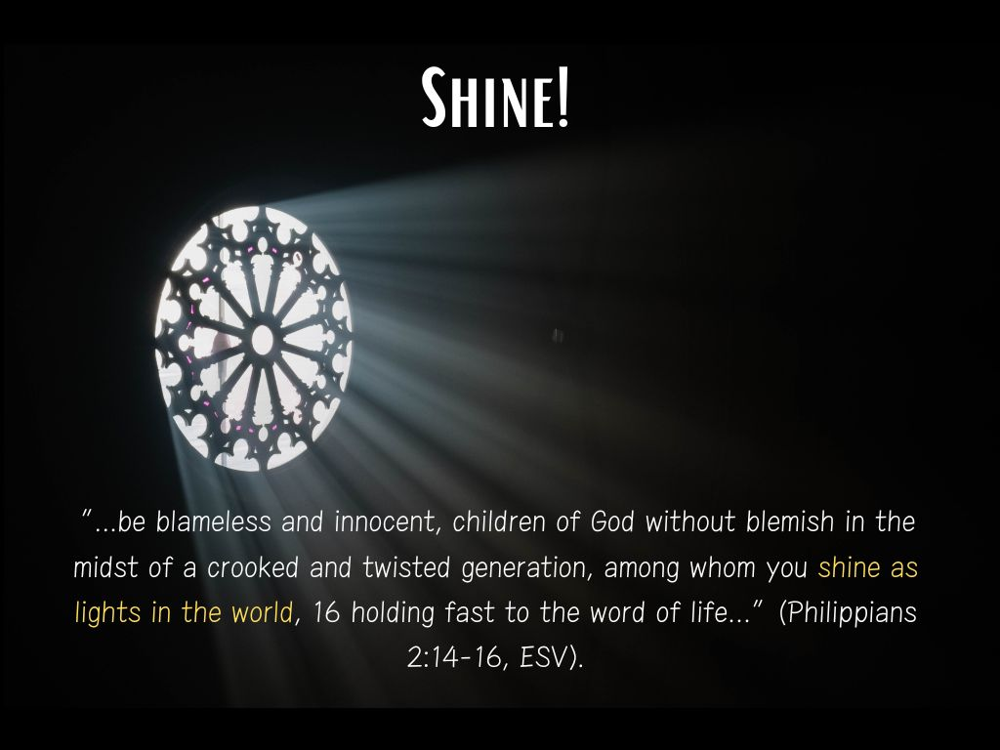 SHINE!
"...be blameless and innocent, children of God without blemish in the
midst of a crooked and twisted generation, among whom you shine as
lights in the world, 16 holding fast to the word of life..." (Philippians
2:14-16, ESV).